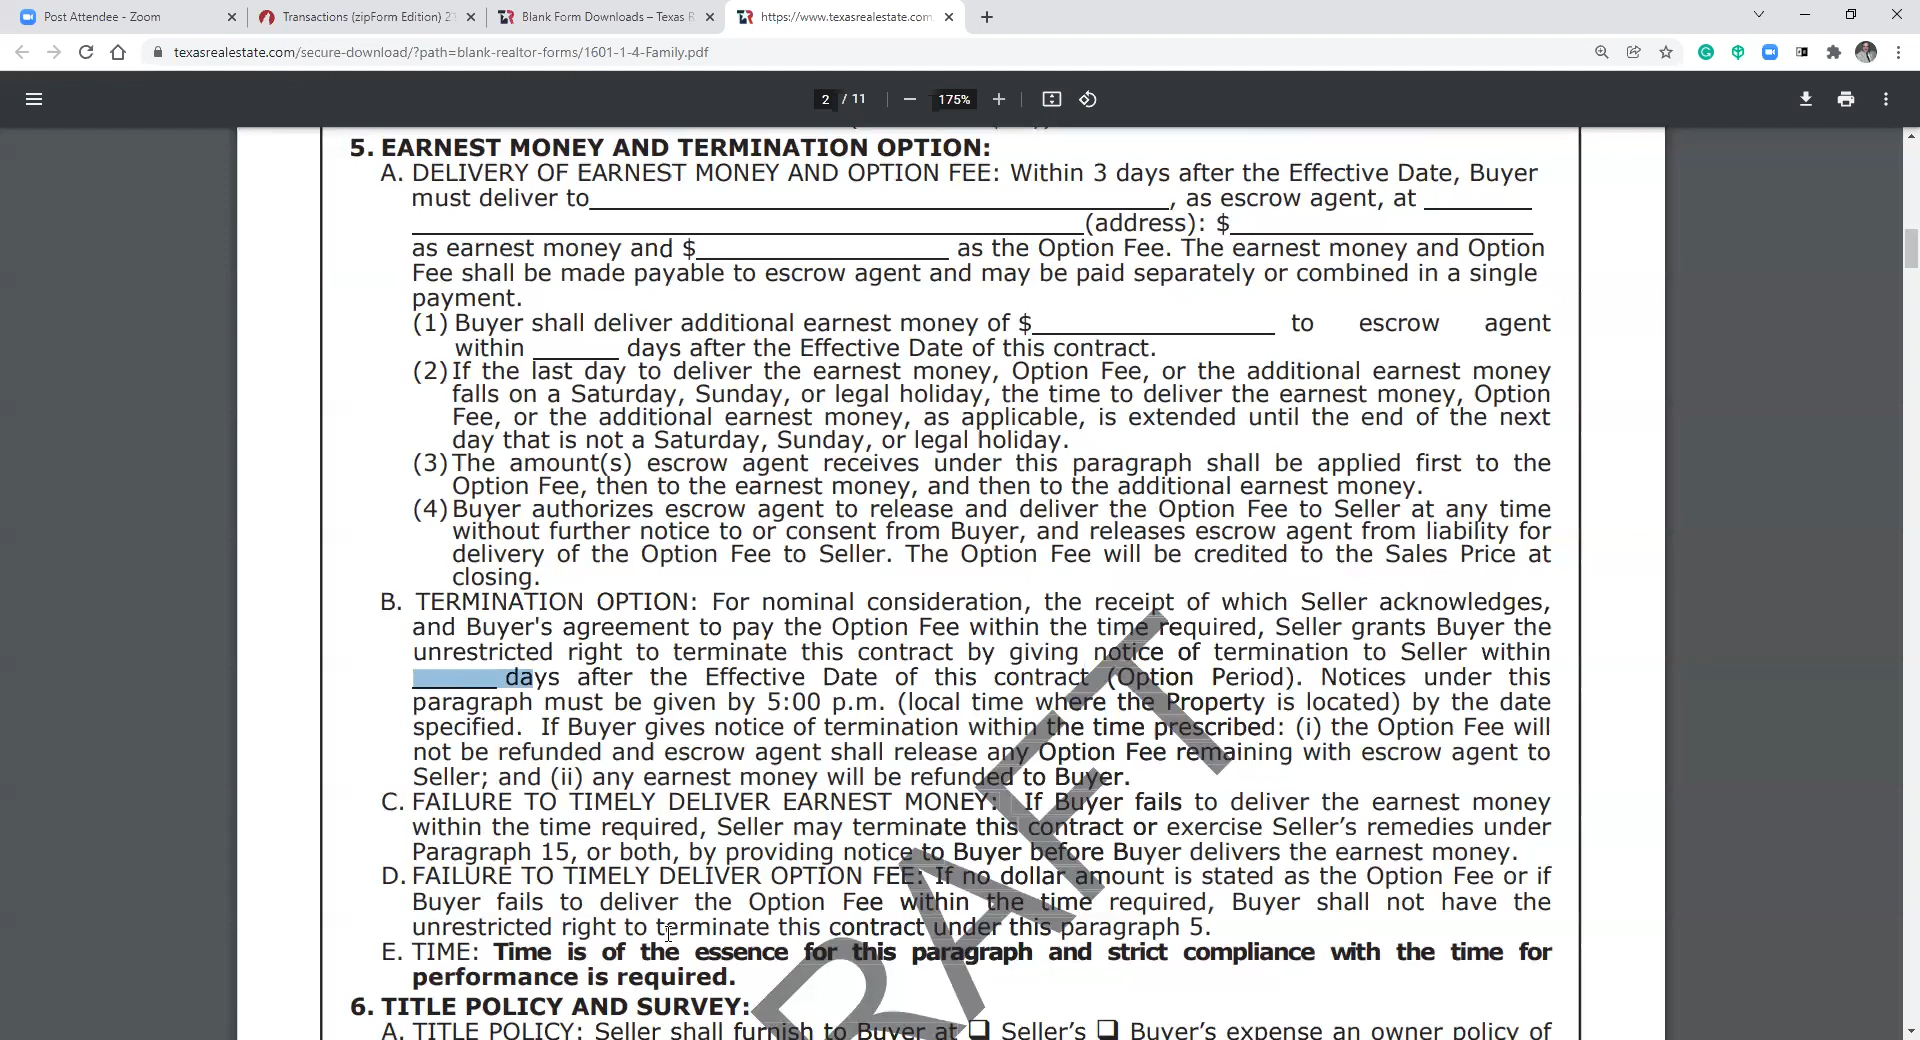 Post Attendee - Zoom
Transactions (zipForm Edition) 2
Blank Form Downloads – Texas R
https://www.texasrealestate.com
texasrealestate.com/secure-download/?path=blank-realtor-forms/1601-1-4-Family.pdf
2 / 11 175%
5. EARNEST MONEY AND TERMINATION OPTION:
A. DELIVERY OF EARNEST MONEY AND OPTION FEE: Within 3 days after the Effective Date, Buyer
must deliver to____________________, as escrow agent, at ________
____________________(address): $____________________
as earnest money and $____________________ as the Option Fee. The earnest money and Option
Fee shall be made payable to escrow agent and may be paid separately or combined in a single
payment.
(1) Buyer shall deliver additional earnest money of $____________________ to escrow agent
within _______ days after the Effective Date of this contract.
(2) If the last day to deliver the earnest money, Option Fee, or the additional earnest money
falls on a Saturday, Sunday, or legal holiday, the time to deliver the earnest money, Option
Fee, or the additional earnest money, as applicable, is extended until the end of the next
day that is not a Saturday, Sunday, or legal holiday.
(3) The amount(s) escrow agent receives under this paragraph shall be applied first to the
Option Fee, then to the earnest money, and then to the additional earnest money.
(4) Buyer authorizes escrow agent to release and deliver the Option Fee to Seller at any time
without further notice to or consent from Buyer, and releases escrow agent from liability for
delivery of the Option Fee to Seller. The Option Fee will be credited to the Sales Price at
closing.
B. TERMINATION OPTION: For nominal consideration, the receipt of which Seller acknowledges,
and Buyer's agreement to pay the Option Fee within the time required, Seller grants Buyer the
unrestricted right to terminate this contract by giving notice of termination to Seller within
_______ days after the Effective Date of this contract (Option Period). Notices under this
paragraph must be given by 5:00 p.m. (local time where the Property is located) by the date
specified. If Buyer gives notice of termination within the time prescribed: (i) the Option Fee will
not be refunded and escrow agent shall release any Option Fee remaining with escrow agent to
Seller; and (ii) any earnest money will be refunded to Buyer.
C. FAILURE TO TIMELY DELIVER EARNEST MONEY: If Buyer fails to deliver the earnest money
within the time required, Seller may terminate this contract or exercise Seller’s remedies under
Paragraph 15, or both, by providing notice to Buyer before Buyer delivers the earnest money.
D. FAILURE TO TIMELY DELIVER OPTION FEE: If no dollar amount is stated as the Option Fee or if
Buyer fails to deliver the Option Fee within the time required, Buyer shall not have the
unrestricted right to terminate this contract under this paragraph 5.
E. TIME: Time is of the essence for this paragraph and strict compliance with the time for
performance is required.
6. TITLE POLICY AND SURVEY:
A. TITLE POLICY: Seller shall furnish to Buyer at ❑ Seller’s ❑ Buyer’s expense an owner policy of
RAFT